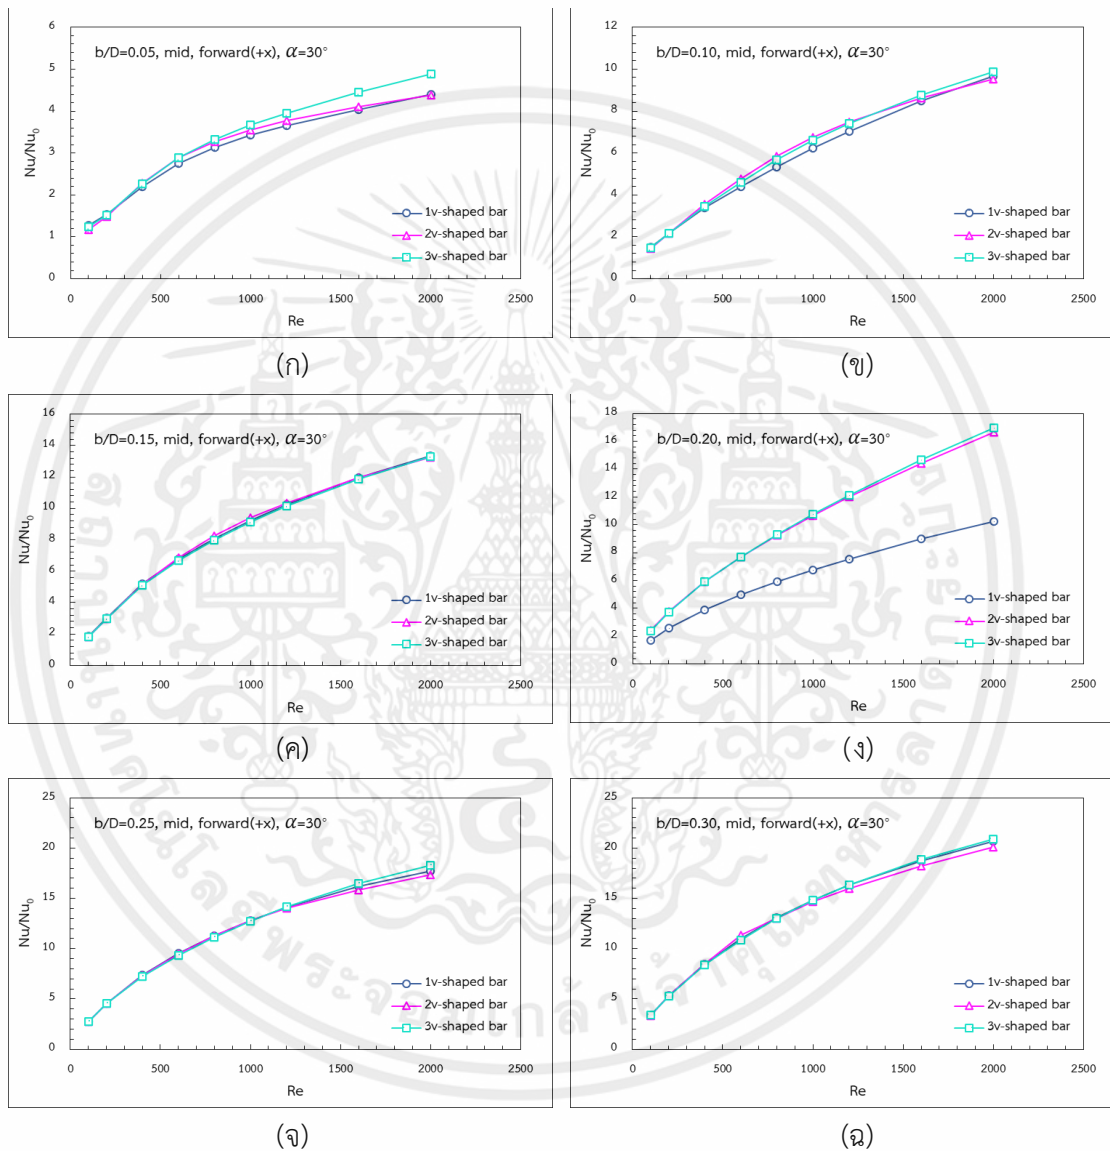 b/D=0.05, mid, forward(+x), α=30°
Nu/Nu₀
6
5
4
3
2
1
0
1v-shaped bar
2v-shaped bar
3v-shaped bar
0 500 1000 1500 2000 2500
Re
(ก)
b/D=0.10, mid, forward(+x), α=30°
Nu/Nu₀
12
10
8
6
4
2
0
1v-shaped bar
2v-shaped bar
3v-shaped bar
0 500 1000 1500 2000 2500
Re
(ข)
b/D=0.15, mid, forward(+x), α=30°
Nu/Nu₀
16
14
12
10
8
6
4
2
0
1v-shaped bar
2v-shaped bar
3v-shaped bar
0 500 1000 1500 2000 2500
Re
(ค)
b/D=0.20, mid, forward(+x), α=30°
Nu/Nu₀
18
16
14
12
10
8
6
4
2
0
1v-shaped bar
2v-shaped bar
3v-shaped bar
0 500 1000 1500 2000 2500
Re
(ง)
b/D=0.25, mid, forward(+x), α=30°
Nu/Nu₀
25
20
15
10
5
0
1v-shaped bar
2v-shaped bar
3v-shaped bar
0 500 1000 1500 2000 2500
Re
(จ)
b/D=0.30, mid, forward(+x), α=30°
Nu/Nu₀
25
20
15
10
5
0
1v-shaped bar
2v-shaped bar
3v-shaped bar
0 500 1000 1500 2000 2500
Re
(ฉ)